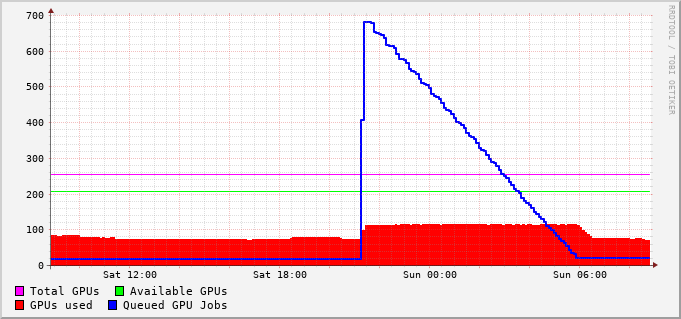 700
600
500
400
300
200
100
0
Sat 12:00 Sat 18:00 Sun 00:00 Sun 06:00
Total GPUs Available GPUs
GPUs used Queued GPU Jobs
RRDTOOL / TOBI OETIKER